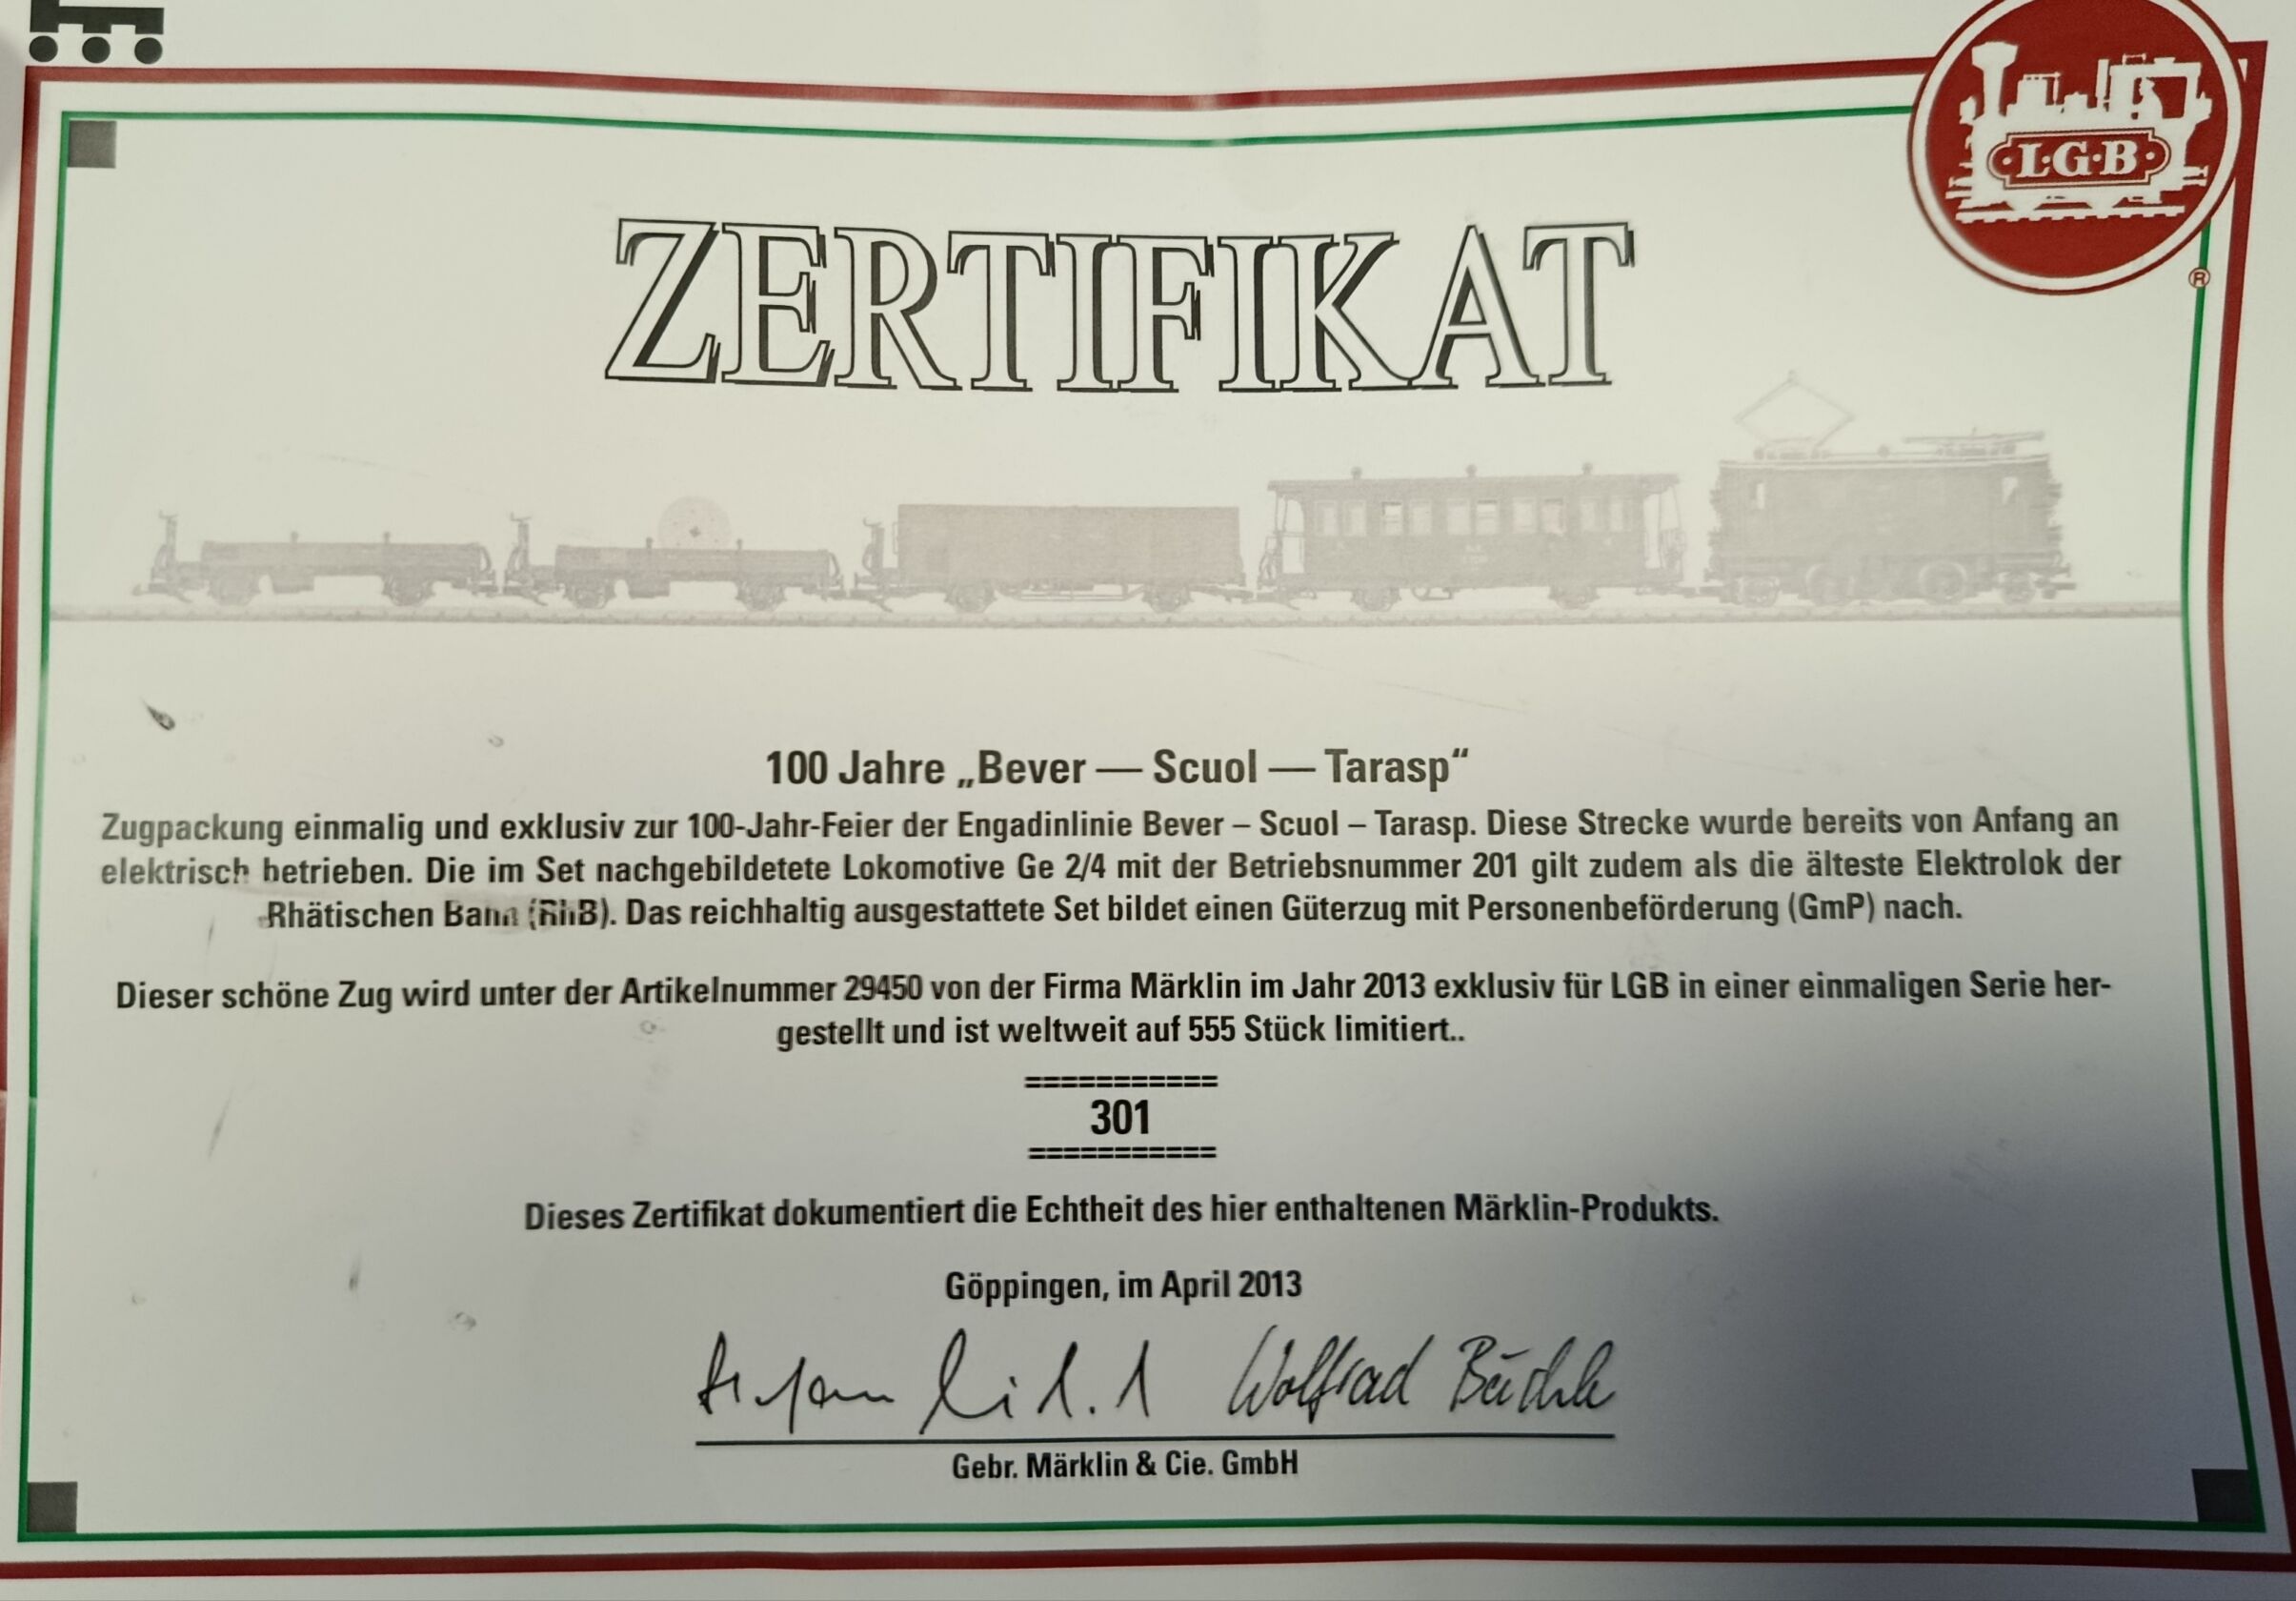 L·G·B
®
ZERTIFIKAT
100 Jahre „Bever — Scuol — Tarasp“
Zugpackung einmalig und exklusiv zur 100-Jahr-Feier der Engadinlinie Bever – Scuol – Tarasp. Diese Strecke wurde bereits von Anfang an
elektrisch betrieben. Die im Set nachgebildetete Lokomotive Ge 2/4 mit der Betriebsnummer 201 gilt zudem als die älteste Elektrolok der
Rhätischen Bahn (RhB). Das reichhaltig ausgestattete Set bildet einen Güterzug mit Personenbeförderung (GmP) nach.
Dieser schöne Zug wird unter der Artikelnummer 29450 von der Firma Märklin im Jahr 2013 exklusiv für LGB in einer einmaligen Serie her-
gestellt und ist weltweit auf 555 Stück limitiert..
===========
301
===========
Dieses Zertifikat dokumentiert die Echtheit des hier enthaltenen Märklin-Produkts.
Göppingen, im April 2013
Wolfrad Bächle
Gebr. Märklin & Cie. GmbH